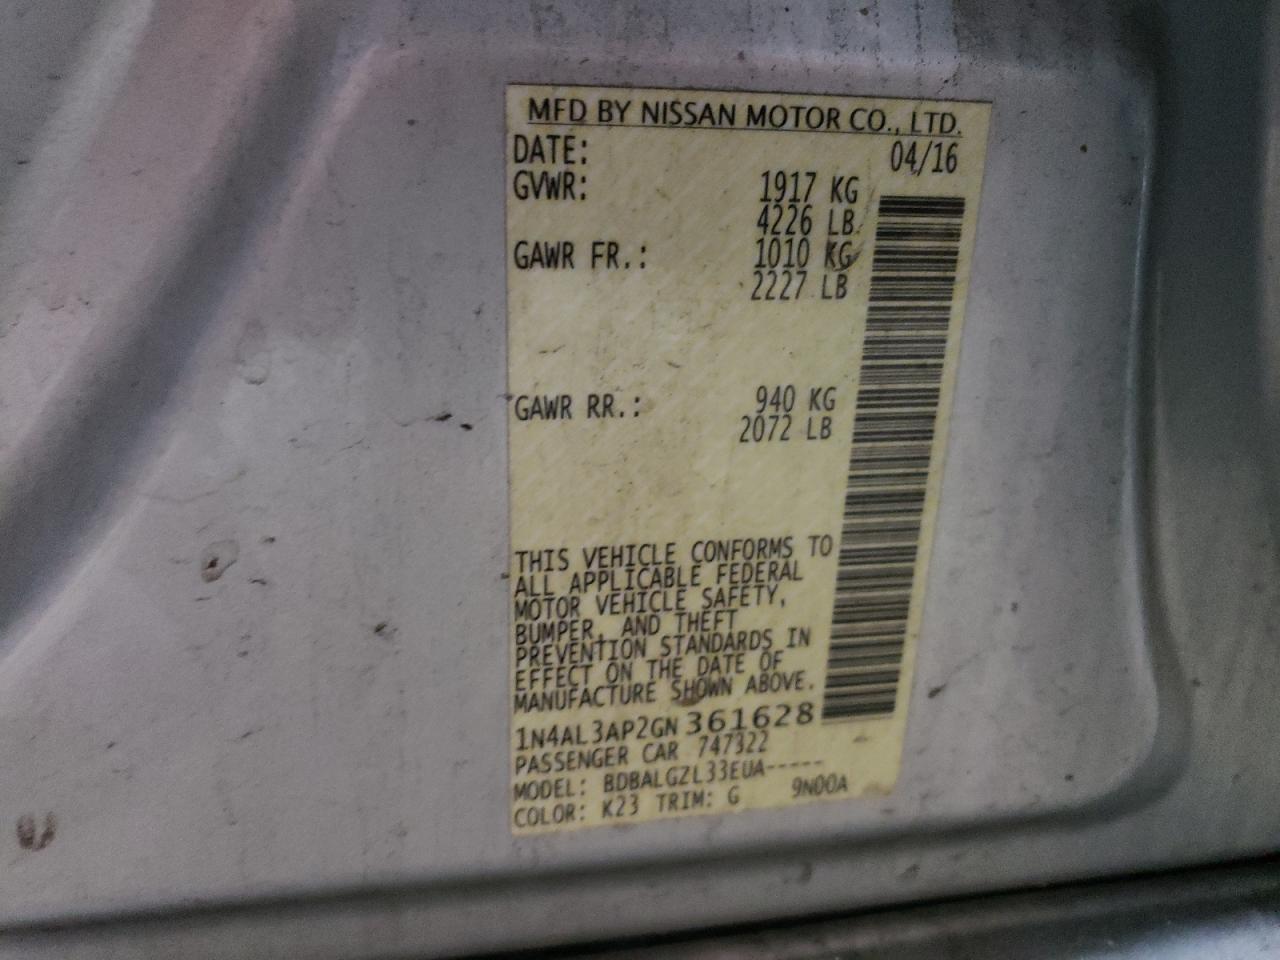 MFD BY NISSAN MOTOR CO., LTD.
DATE: 04/16
GVWR: 1917 KG
4226 LB
GAWR FR.: 1010 KG
2227 LB
GAWR RR.: 940 KG
2072 LB
THIS VEHICLE CONFORMS TO
ALL APPLICABLE FEDERAL
MOTOR VEHICLE SAFETY,
BUMPER, AND THEFT
PREVENTION STANDARDS IN
EFFECT ON THE DATE OF
MANUFACTURE SHOWN ABOVE.
1N4AL3AP2GN361628
PASSENGER CAR 747322
MODEL: BDBALGZL33EUA-----
COLOR: K23 TRIM: G 9N00A